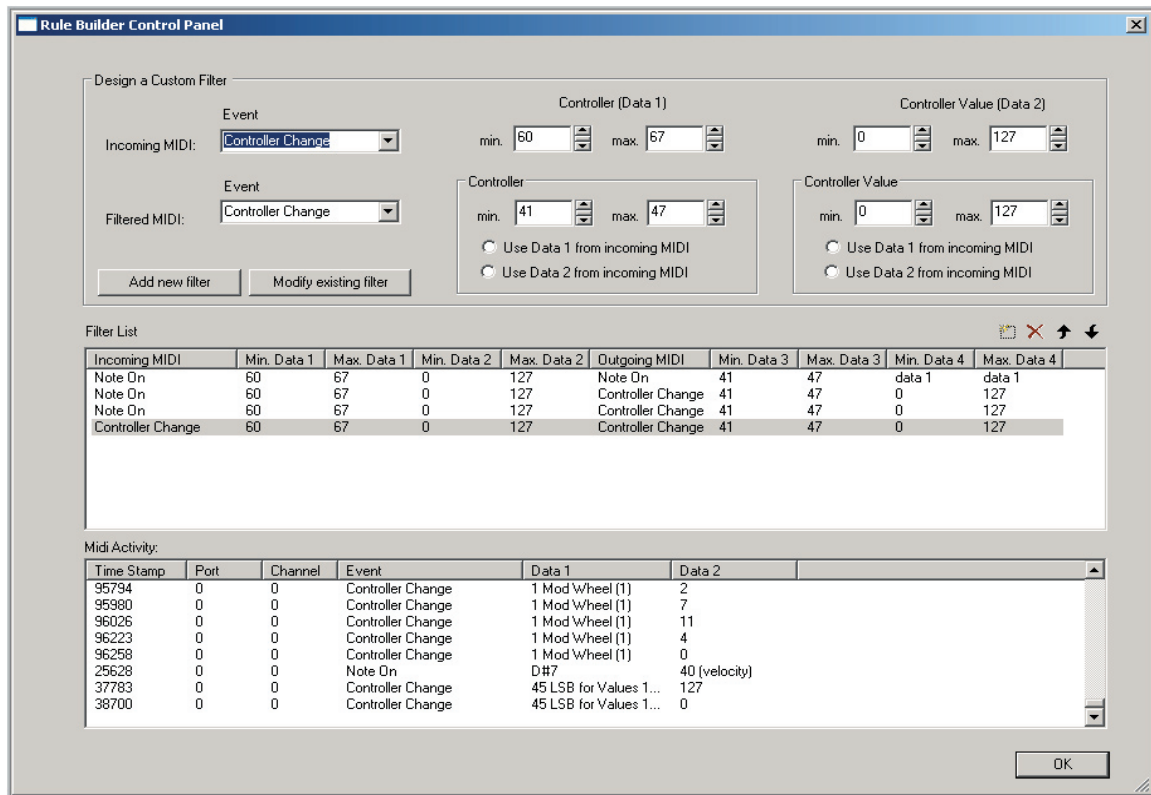 Rule Builder Control Panel
Design a Custom Filter
Event Controller (Data 1) Controller Value (Data 2)
Incoming MIDI: Controller Change min. 60 max. 67 min. 0 max. 127
Event Controller Controller Value
Filtered MIDI: Controller Change min. 41 max. 47 min. 0 max. 127
Use Data 1 from incoming MIDI Use Data 1 from incoming MIDI
Add new filter Modify existing filter Use Data 2 from incoming MIDI Use Data 2 from incoming MIDI
Filter List
Incoming MIDI Min. Data 1 Max. Data 1 Min. Data 2 Max. Data 2 Outgoing MIDI Min. Data 3 Max. Data 3 Min. Data 4 Max. Data 4
Note On 60 67 0 127 Note On 41 47 data 1 data 1
Note On 60 67 0 127 Controller Change 41 47 0 127
Note On 60 67 0 127 Controller Change 41 47 0 127
Controller Change 60 67 0 127 Controller Change 41 47 0 127
Midi Activity:
Time Stamp Port Channel Event Data 1 Data 2
95794 0 0 Controller Change 1 Mod Wheel (1) 2
95980 0 0 Controller Change 1 Mod Wheel (1) 7
96026 0 0 Controller Change 1 Mod Wheel (1) 11
96223 0 0 Controller Change 1 Mod Wheel (1) 4
96258 0 0 Controller Change 1 Mod Wheel (1) 0
25628 0 0 Note On D#7 40 (velocity)
37783 0 0 Controller Change 45 LSB for Values 1... 127
38700 0 0 Controller Change 45 LSB for Values 1... 0
OK